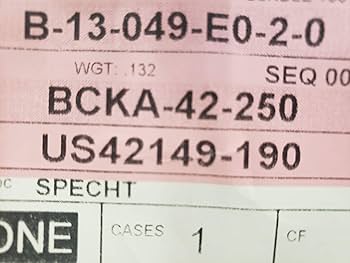 B-13-049-E0-2-0
WGT: .132 SEQ 00
BCKA-42-250
US42149-190
OC SPECHT
ONE CASES 1 CF